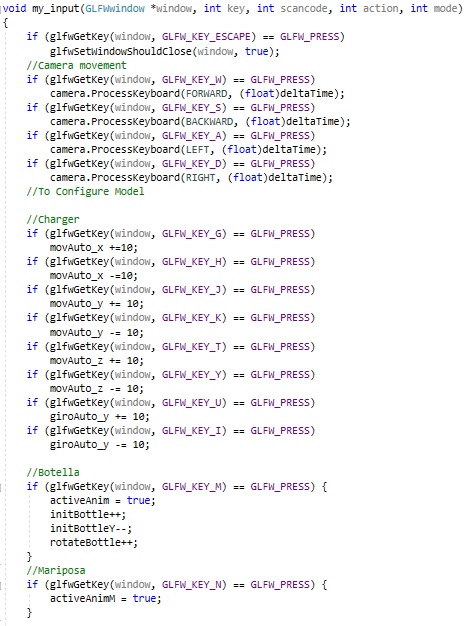 void my_input(GLFWwindow *window, int key, int scancode, int action, int mode)
{
    if (glfwGetKey(window, GLFW_KEY_ESCAPE) == GLFW_PRESS)
        glfwSetWindowShouldClose(window, true);
    //Camera movement
    if (glfwGetKey(window, GLFW_KEY_W) == GLFW_PRESS)
        camera.ProcessKeyboard(FORWARD, (float)deltaTime);
    if (glfwGetKey(window, GLFW_KEY_S) == GLFW_PRESS)
        camera.ProcessKeyboard(BACKWARD, (float)deltaTime);
    if (glfwGetKey(window, GLFW_KEY_A) == GLFW_PRESS)
        camera.ProcessKeyboard(LEFT, (float)deltaTime);
    if (glfwGetKey(window, GLFW_KEY_D) == GLFW_PRESS)
        camera.ProcessKeyboard(RIGHT, (float)deltaTime);
    //To Configure Model

    //Charger
    if (glfwGetKey(window, GLFW_KEY_G) == GLFW_PRESS)
        movAuto_x +=10;
    if (glfwGetKey(window, GLFW_KEY_H) == GLFW_PRESS)
        movAuto_x -=10;
    if (glfwGetKey(window, GLFW_KEY_J) == GLFW_PRESS)
        movAuto_y += 10;
    if (glfwGetKey(window, GLFW_KEY_K) == GLFW_PRESS)
        movAuto_y -= 10;
    if (glfwGetKey(window, GLFW_KEY_T) == GLFW_PRESS)
        movAuto_z += 10;
    if (glfwGetKey(window, GLFW_KEY_Y) == GLFW_PRESS)
        movAuto_z -= 10;
    if (glfwGetKey(window, GLFW_KEY_U) == GLFW_PRESS)
        giroAuto_y += 10;
    if (glfwGetKey(window, GLFW_KEY_I) == GLFW_PRESS)
        giroAuto_y -= 10;

    //Botella
    if (glfwGetKey(window, GLFW_KEY_M) == GLFW_PRESS) {
        activeAnim = true;
        initBottle++;
        initBottleY--;
        rotateBottle++;
    }
    //Mariposa
    if (glfwGetKey(window, GLFW_KEY_N) == GLFW_PRESS) {
        activeAnimM = true;
    }